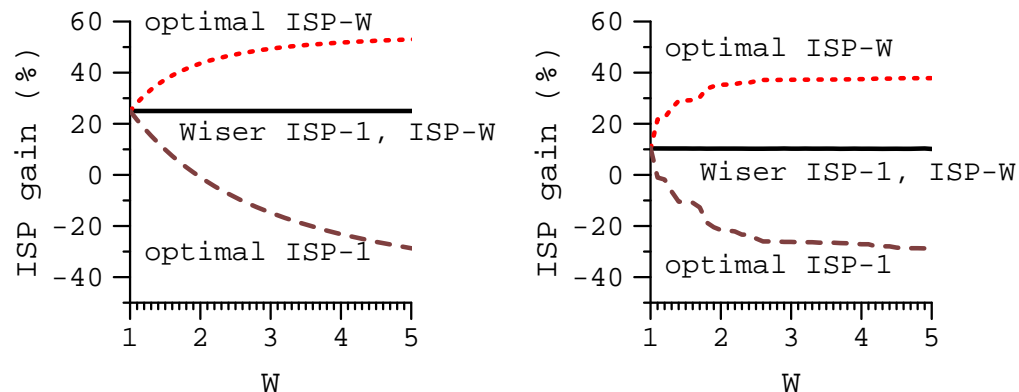 ISP gain (%)
60
40
20
0
-20
-40
optimal ISP-W
Wiser ISP-1, ISP-W
optimal ISP-1
1 2 3 4 5
W
ISP gain (%)
60
40
20
0
-20
-40
optimal ISP-W
Wiser ISP-1, ISP-W
optimal ISP-1
1 2 3 4 5
W